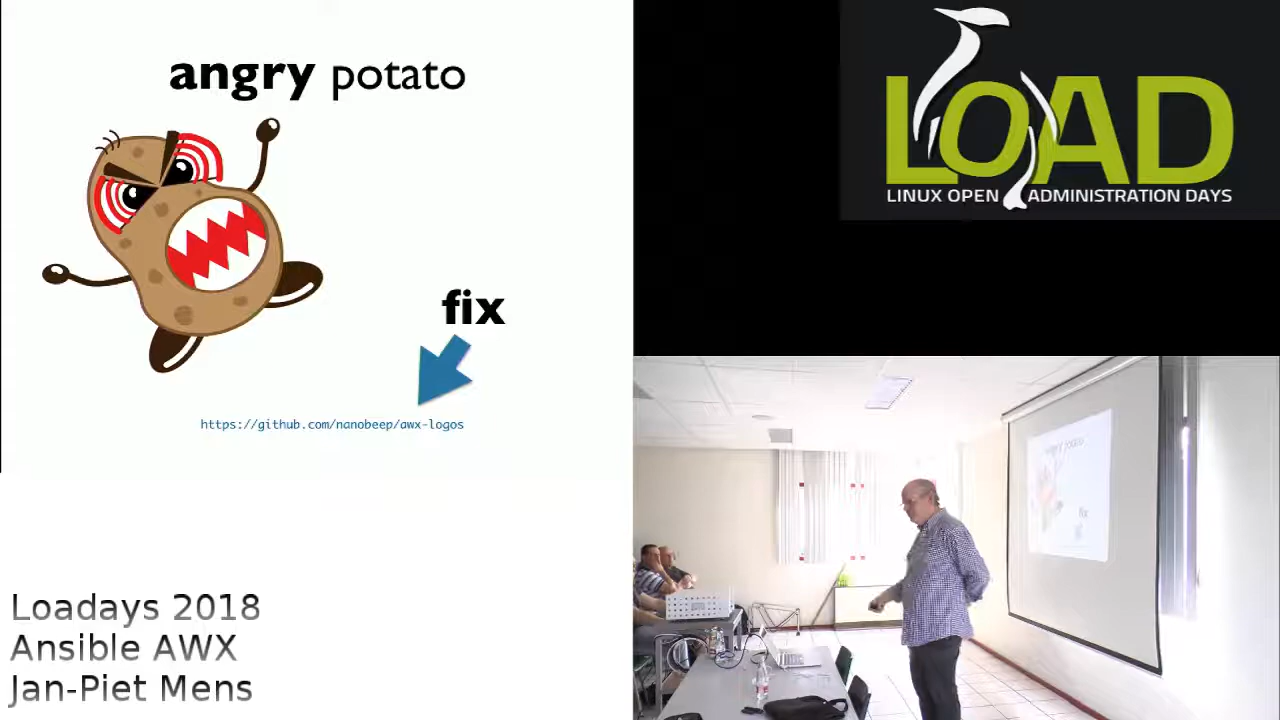 angry potato
fix
https://github.com/nanobeep/awx-logos
LOAD
LINUX OPEN ADMINISTRATION DAYS
fix
Loadays 2018
Ansible AWX
Jan-Piet Mens